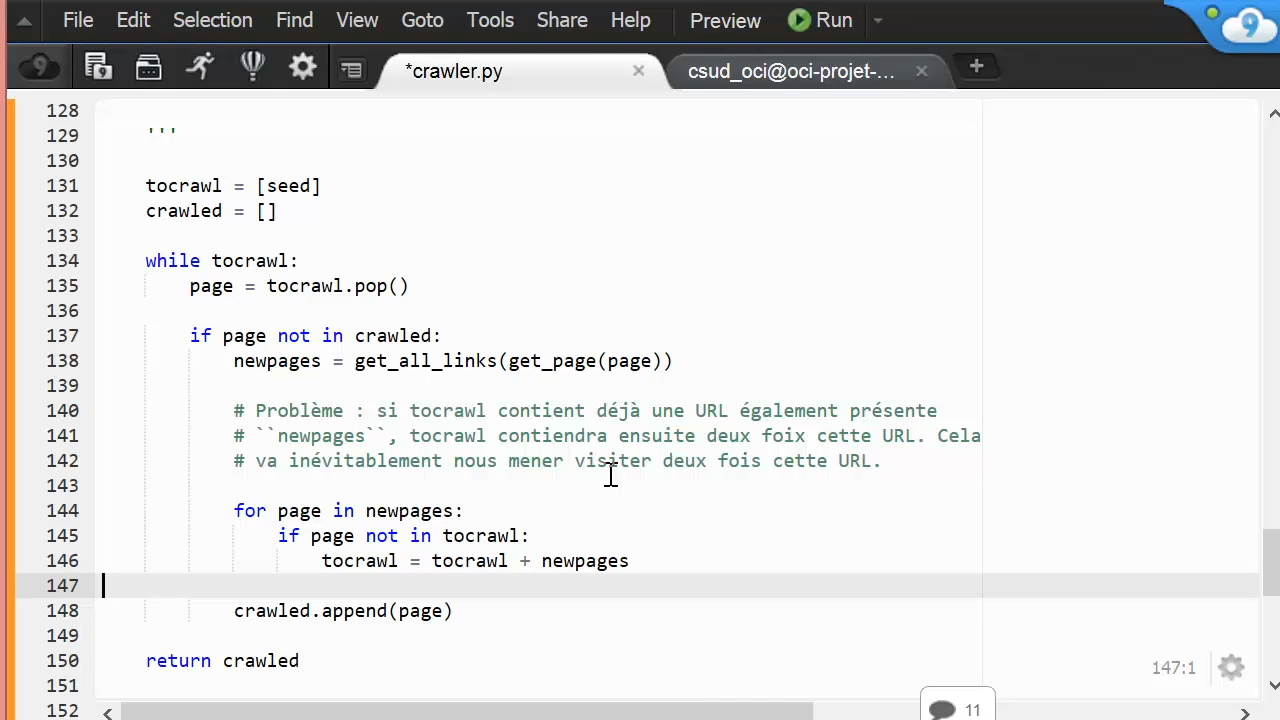 File Edit Selection Find View Goto Tools Share Help Preview Run
9
9 9 *crawler.py csud_oci@oci-projet-...
128
129 '''
130
131 tocrawl = [seed]
132 crawled = []
133
134 while tocrawl:
135 page = tocrawl.pop()
136
137 if page not in crawled:
138 newpages = get_all_links(get_page(page))
139
140 # Problème : si tocrawl contient déjà une URL également présente
141 # ``newpages``, tocrawl contiendra ensuite deux foix cette URL. Cela
142 # va inévitablement nous mener visiter deux fois cette URL.
143
144 for page in newpages:
145 if page not in tocrawl:
146 tocrawl = tocrawl + newpages
147
148 crawled.append(page)
149
150 return crawled
147:1
151
152
11